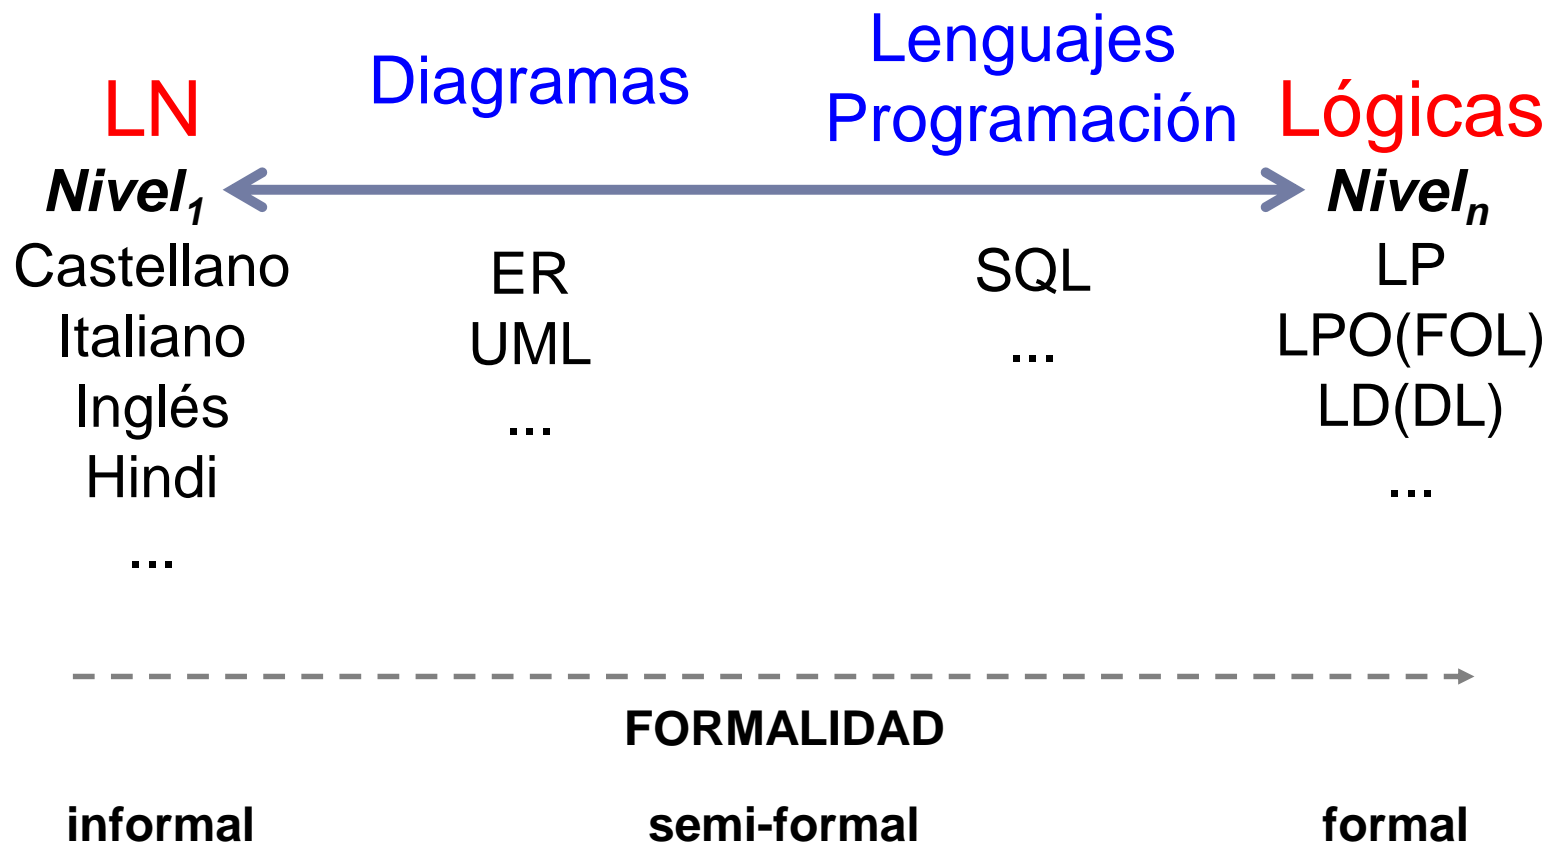 LN
Diagramas
Lenguajes
Programación
Lógicas
Nivel1
Niveln
Castellano
Italiano
Inglés
Hindi
...
ER
UML
...
SQL
...
LP
LPO(FOL)
LD(DL)
...
FORMALIDAD
informal
semi-formal
formal